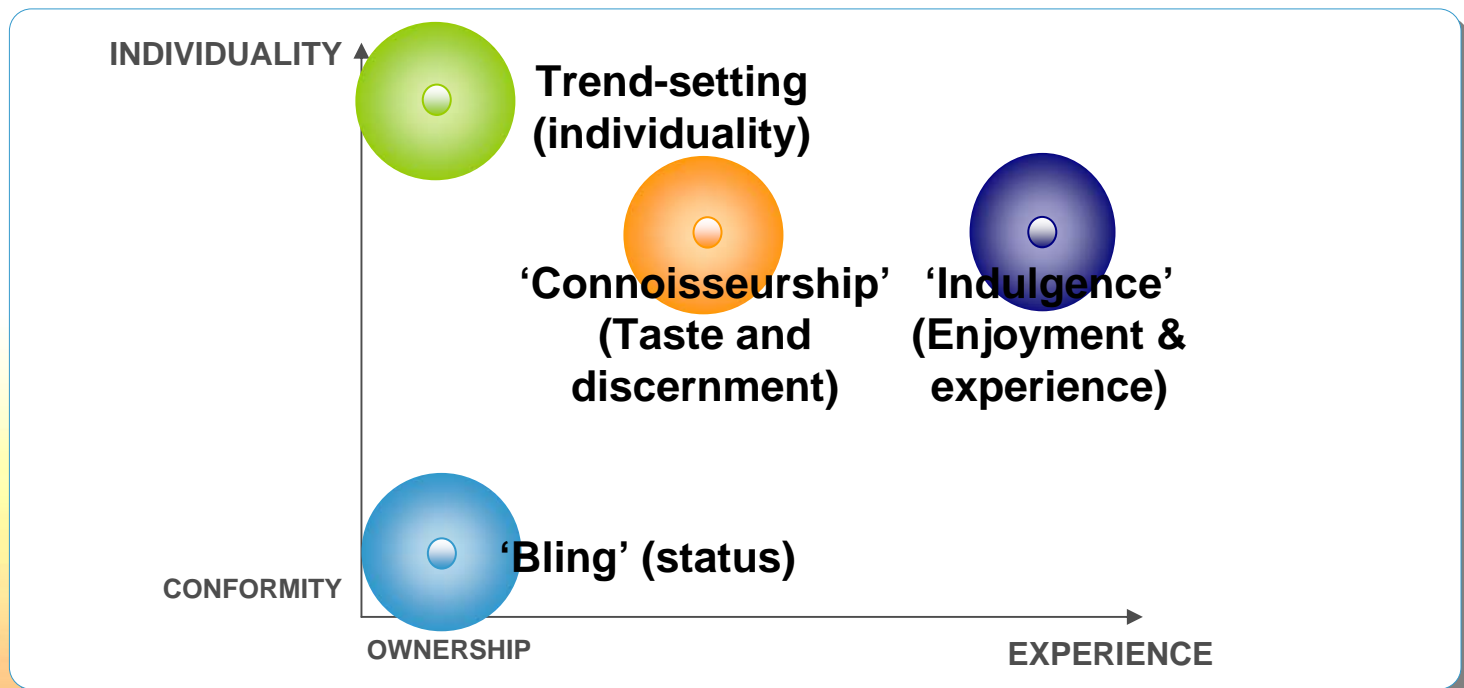 INDIVIDUALITY
Trend-setting
(individuality)
‘Connoisseurship’
(Taste and
discernment)
‘Indulgence’
(Enjoyment &
experience)
‘Bling’ (status)
CONFORMITY
OWNERSHIP
EXPERIENCE